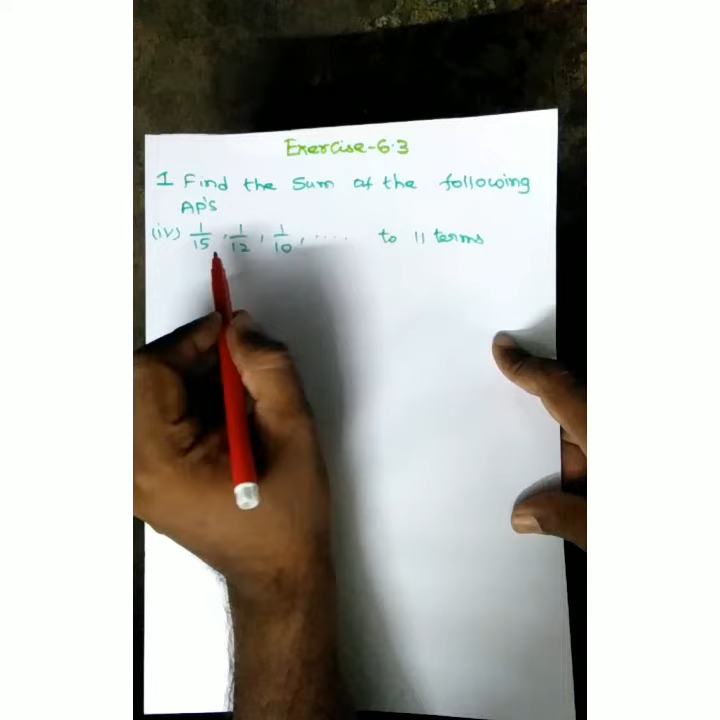 Exercise-6.3
1 Find the Sum of the following
AP's
(iv) 1/15, 1/12, 1/10, .... to 11 terms